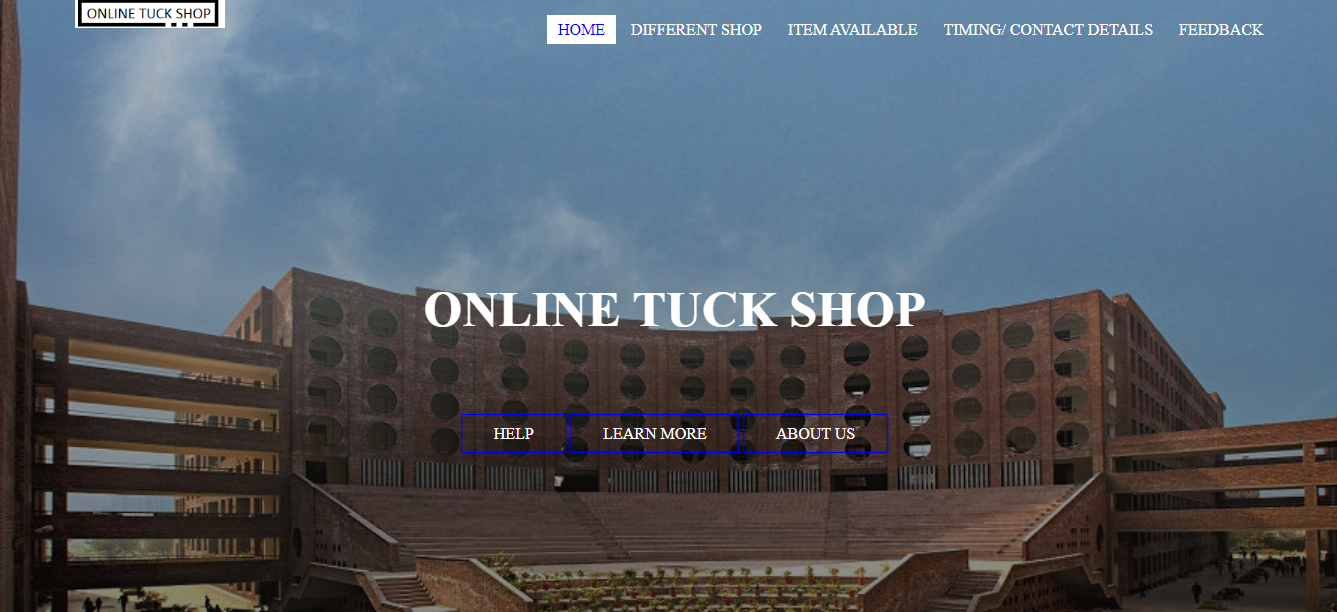 ONLINE TUCK SHOP
HOME DIFFERENT SHOP ITEM AVAILABLE TIMING/ CONTACT DETAILS FEEDBACK
ONLINE TUCK SHOP
HELP LEARN MORE ABOUT US